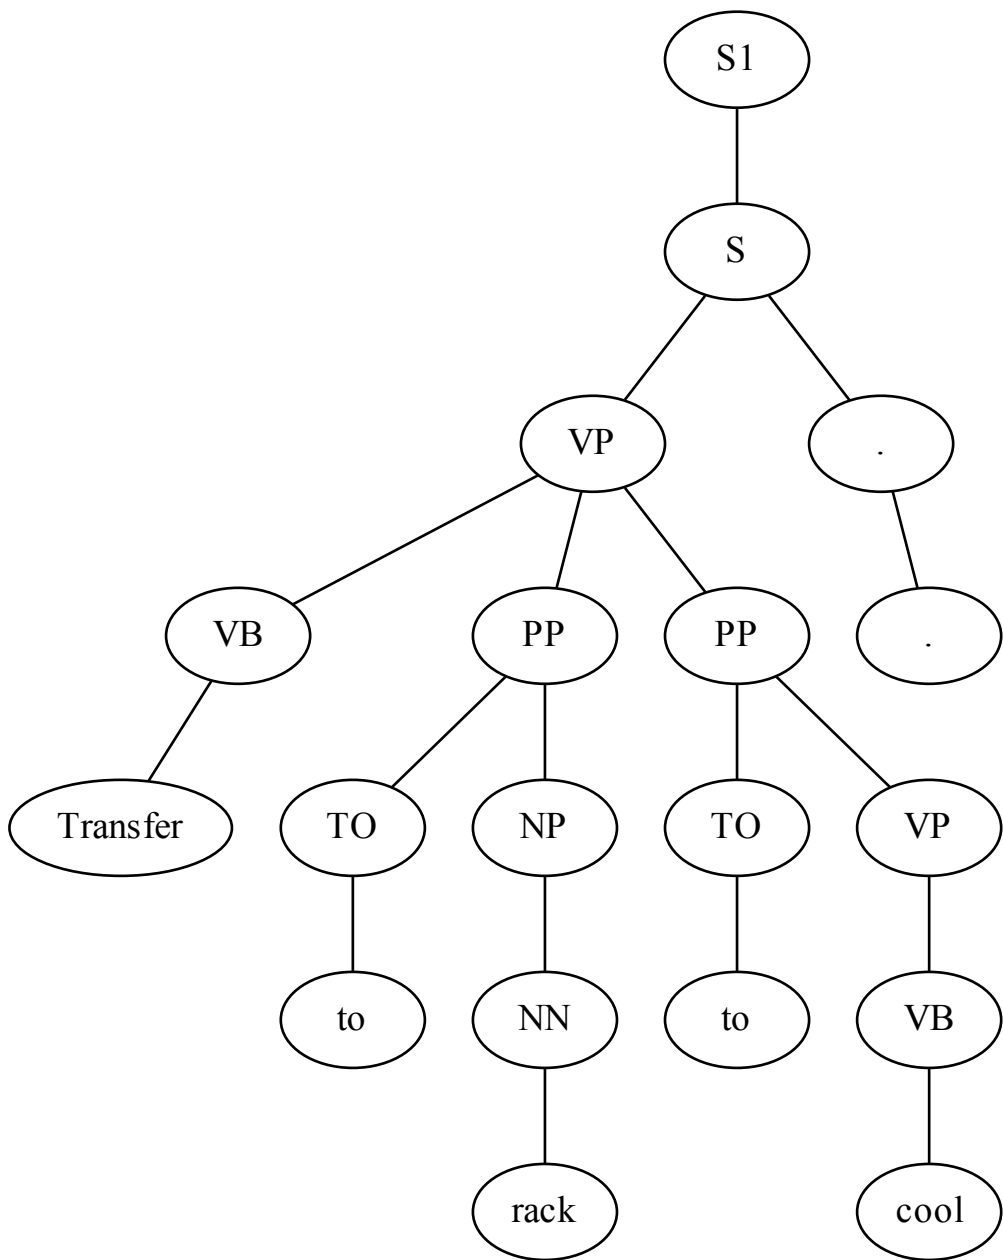 S1
S
VP .
VB PP PP .
Transfer TO NP TO VP
to NN to VB
rack cool